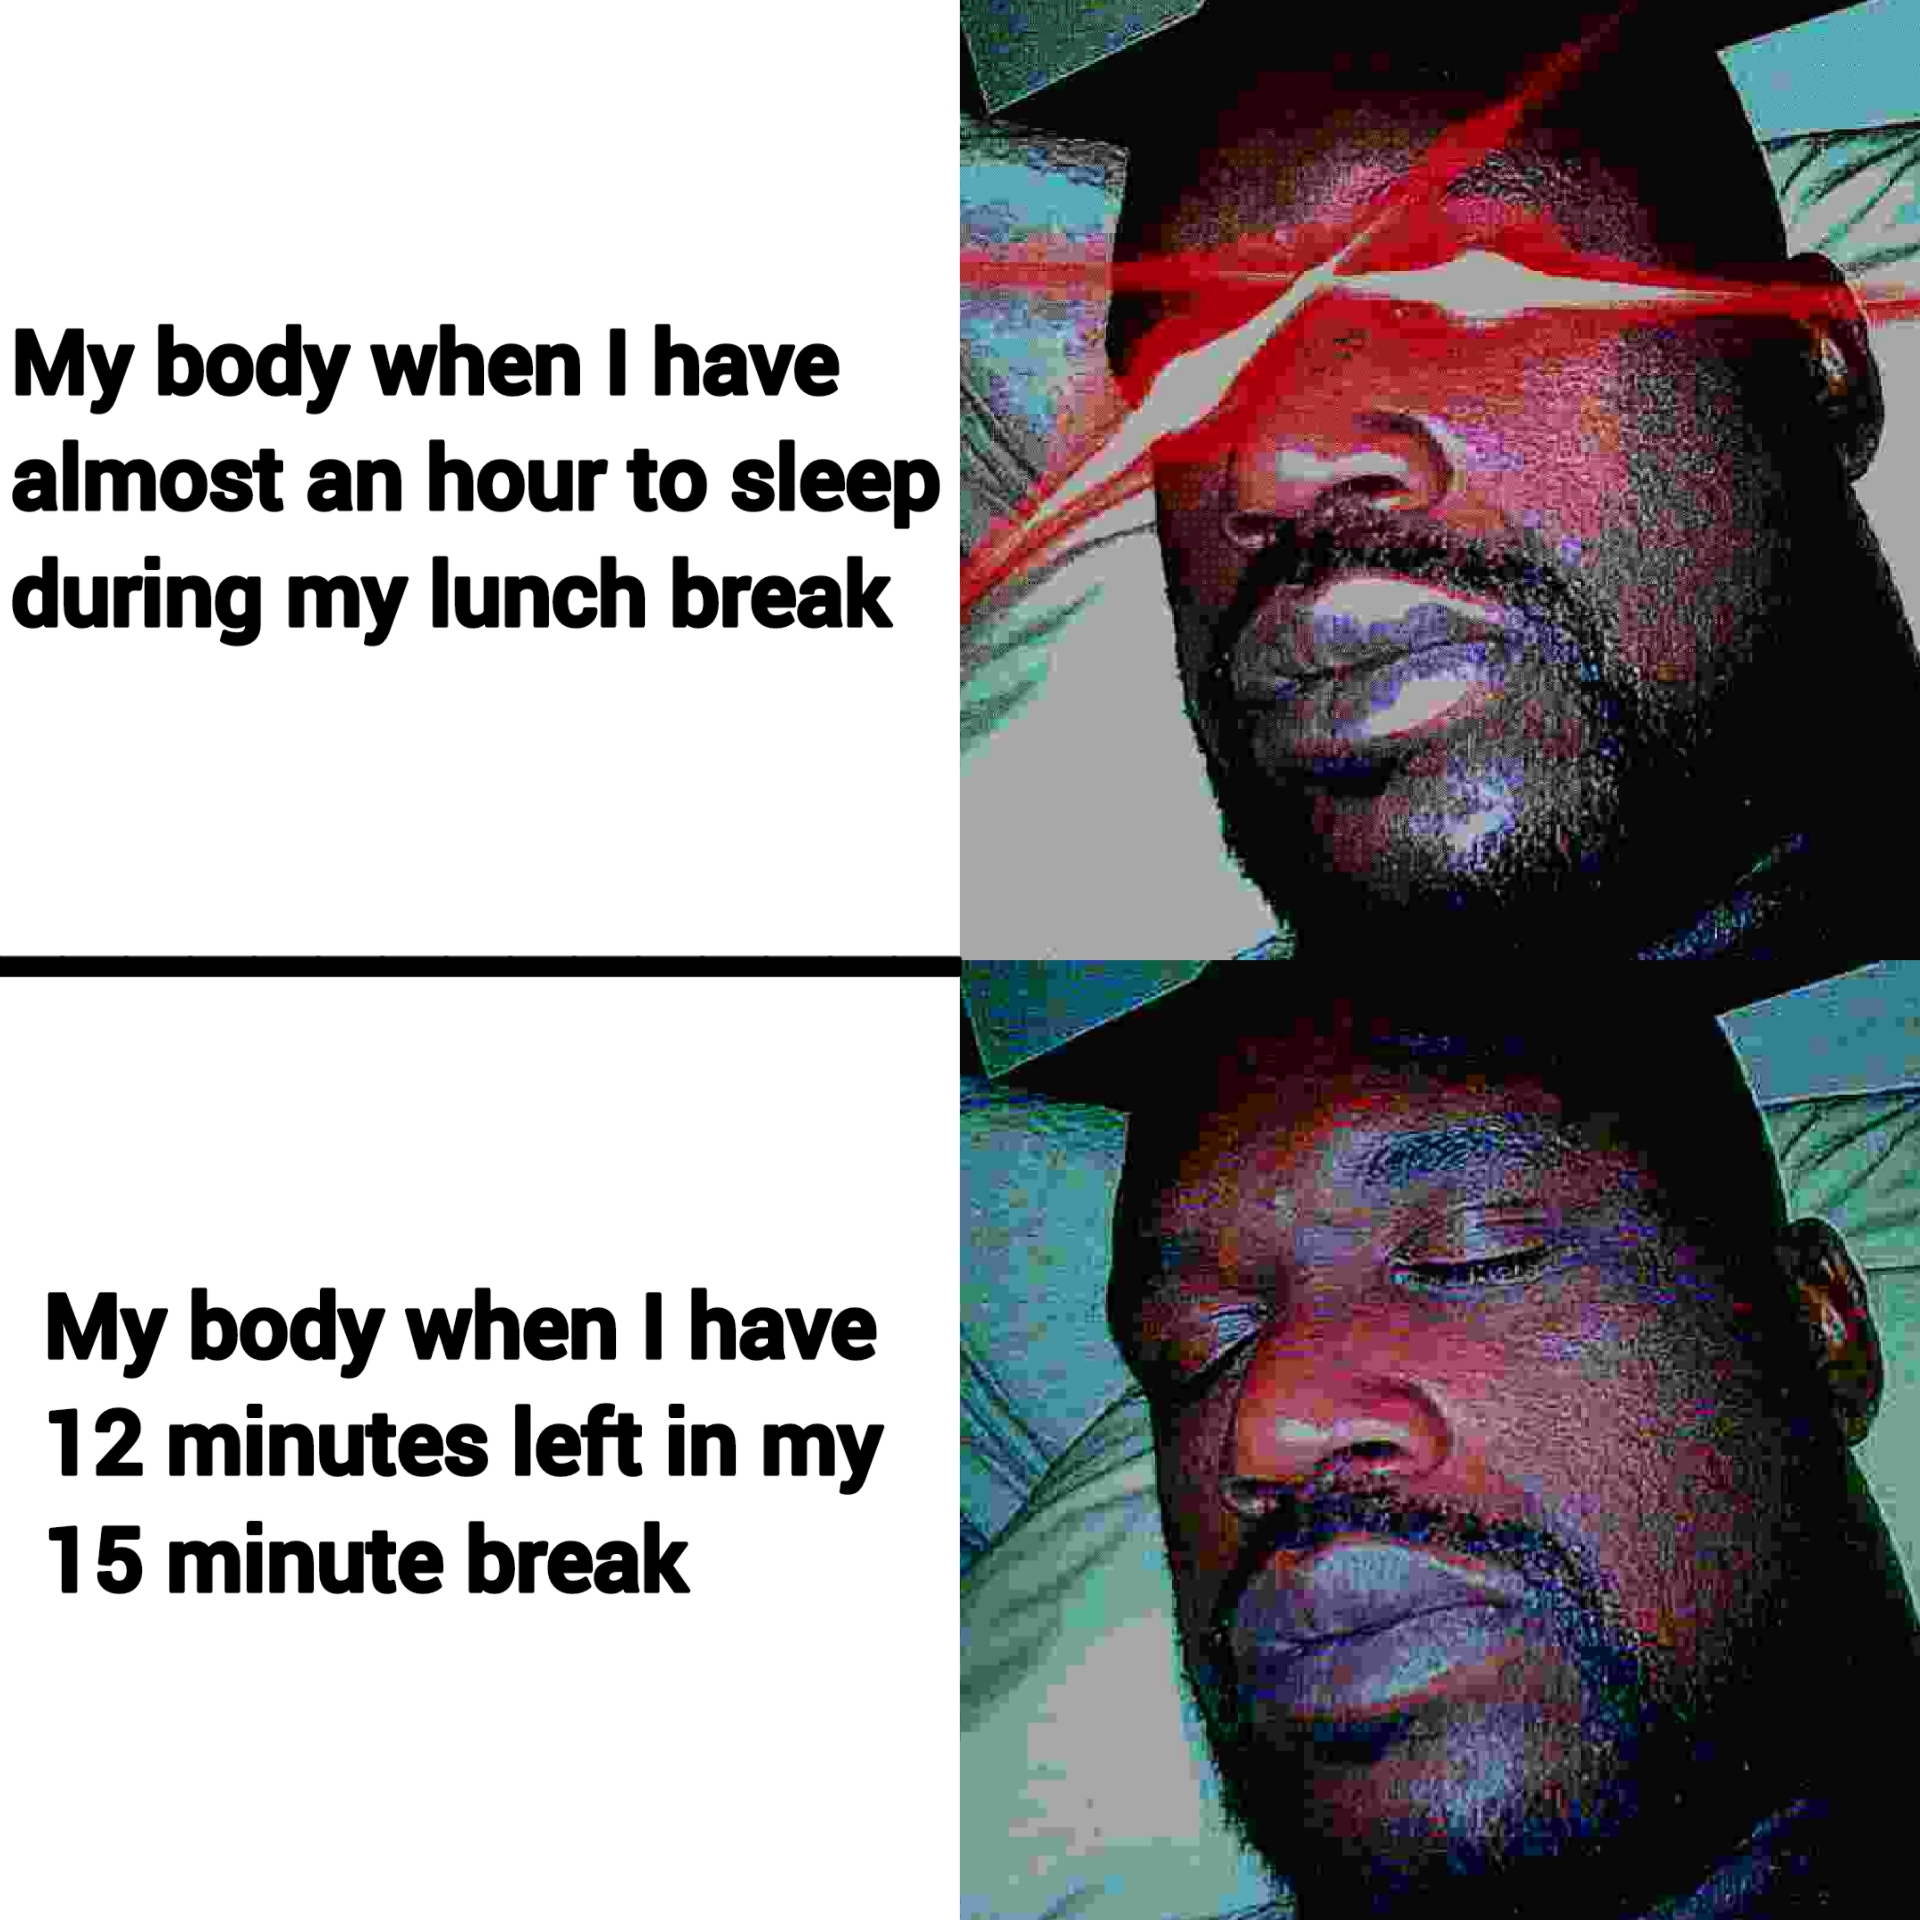 My body when I have
almost an hour to sleep
during my lunch break
My body when I have
12 minutes left in my
15 minute break